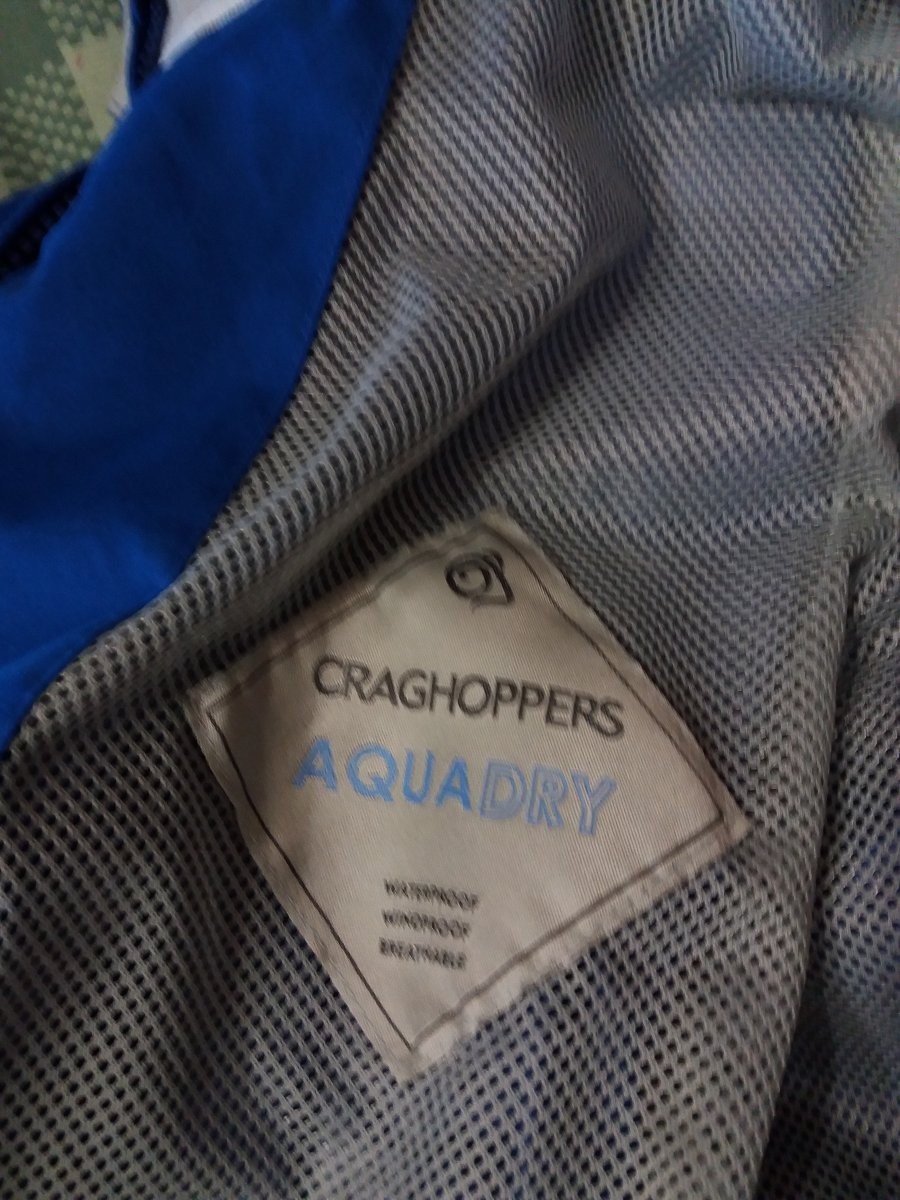 CRAGHOPPERS
AQUADRY
WATERPROOF
WINDPROOF
BREATHABLE